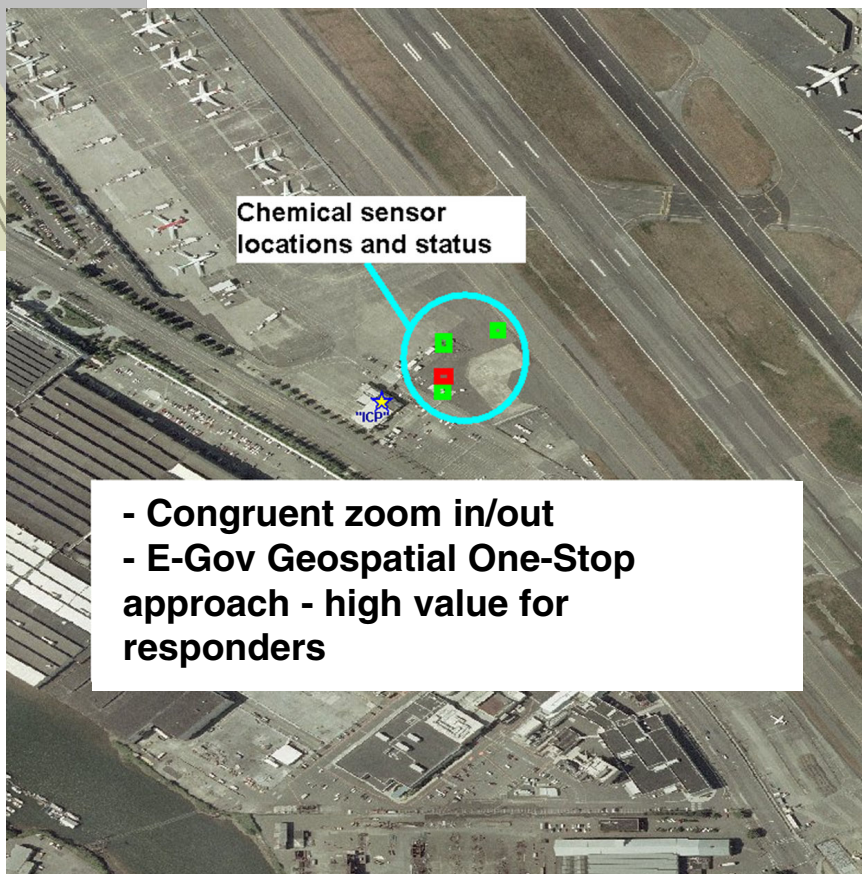 Chemical sensor
locations and status
"ICP"
- Congruent zoom in/out
- E-Gov Geospatial One-Stop
approach - high value for
responders